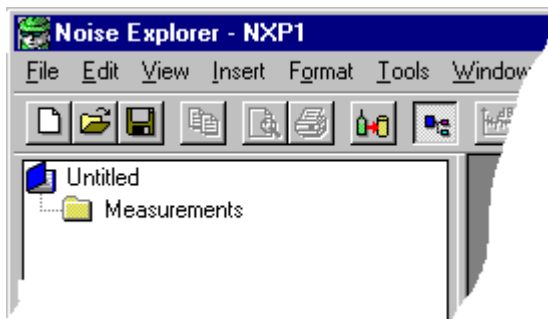 Noise Explorer - NXP1
File Edit View Insert Format Tools Window
Untitled
Measurements